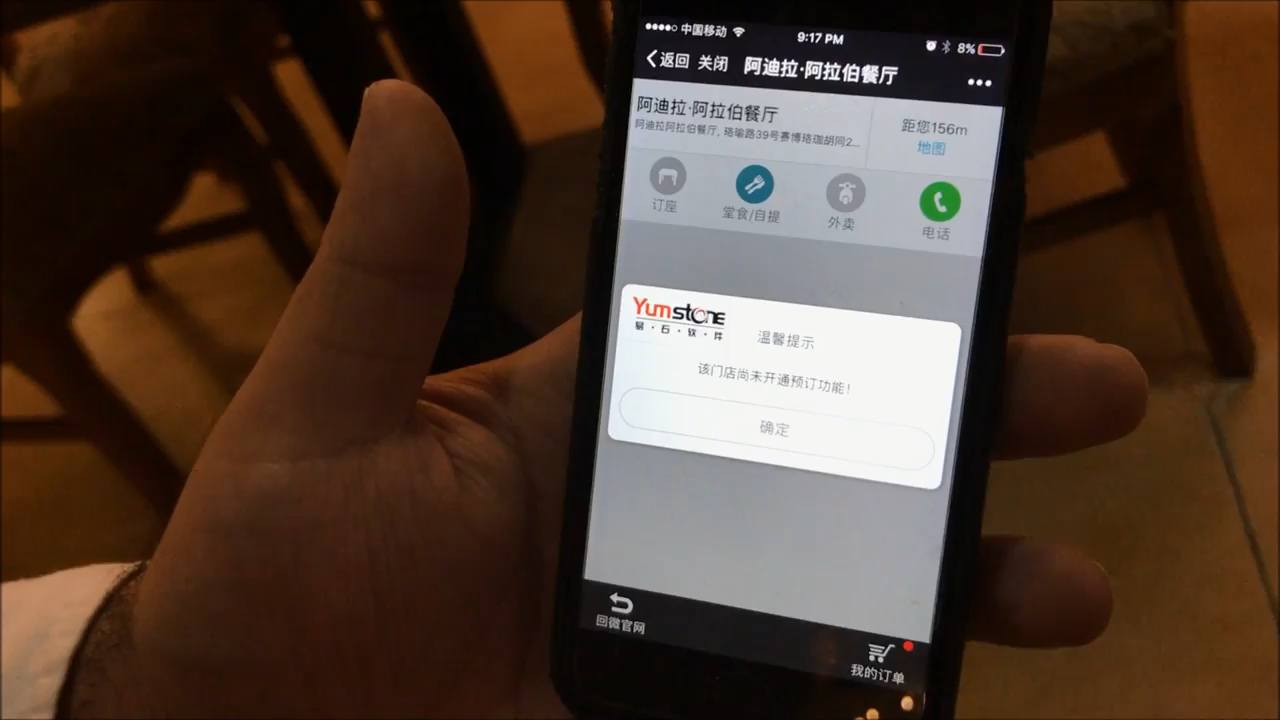 中国移动 9:17 PM 8%
返回 关闭 阿迪拉·阿拉伯餐厅
阿迪拉·阿拉伯餐厅
阿迪拉阿拉伯餐厅, 珞瑜路39号赛博珞珈胡同2...
距您156m
地图
订座 堂食/自提 外卖 电话
Yumstone
易·石·软·件
温馨提示
该门店尚未开通预订功能!
确定
回微官网
我的订单